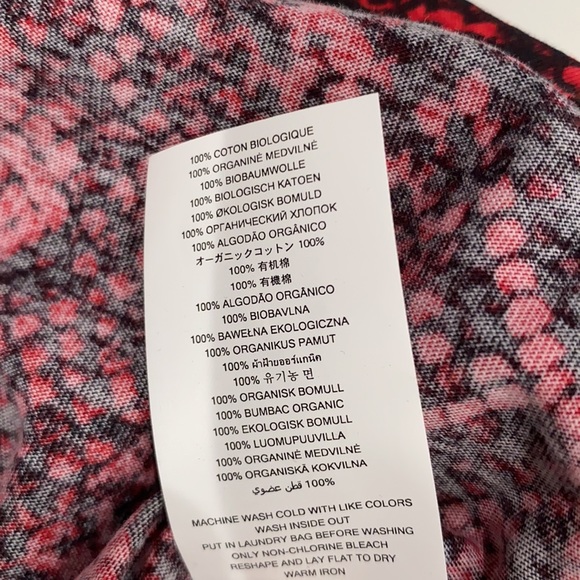 100% COTON BIOLOGIQUE
100% ORGANINĖ MEDVILNĖ
100% BIOBAUMWOLLE
100% BIOLOGISCH KATOEN
100% ØKOLOGISK BOMULD
100% ОРГАНИЧЕСКИЙ ХЛОПОК
100% ALGODÃO ORGÂNICO
オーガニックコットン 100%
100% 有机棉
100% 有機棉
100% ALGODÃO ORGÂNICO
100% BIOBAVLNA
100% BAWEŁNA EKOLOGICZNA
100% ORGANIKUS PAMUT
100% ผ้าฝ้ายออร์แกนิค
100% 유기농 면
100% ORGANISK BOMULL
100% BUMBAC ORGANIC
100% EKOLOGISK BOMULL
100% LUOMUPUUVILLA
100% ORGANINĖ MEDVILNĖ
100% ORGANISKĀ KOKVILNA
100% قطن عضوي
MACHINE WASH COLD WITH LIKE COLORS
WASH INSIDE OUT
PUT IN LAUNDRY BAG BEFORE WASHING
ONLY NON-CHLORINE BLEACH
RESHAPE AND LAY FLAT TO DRY
WARM IRON